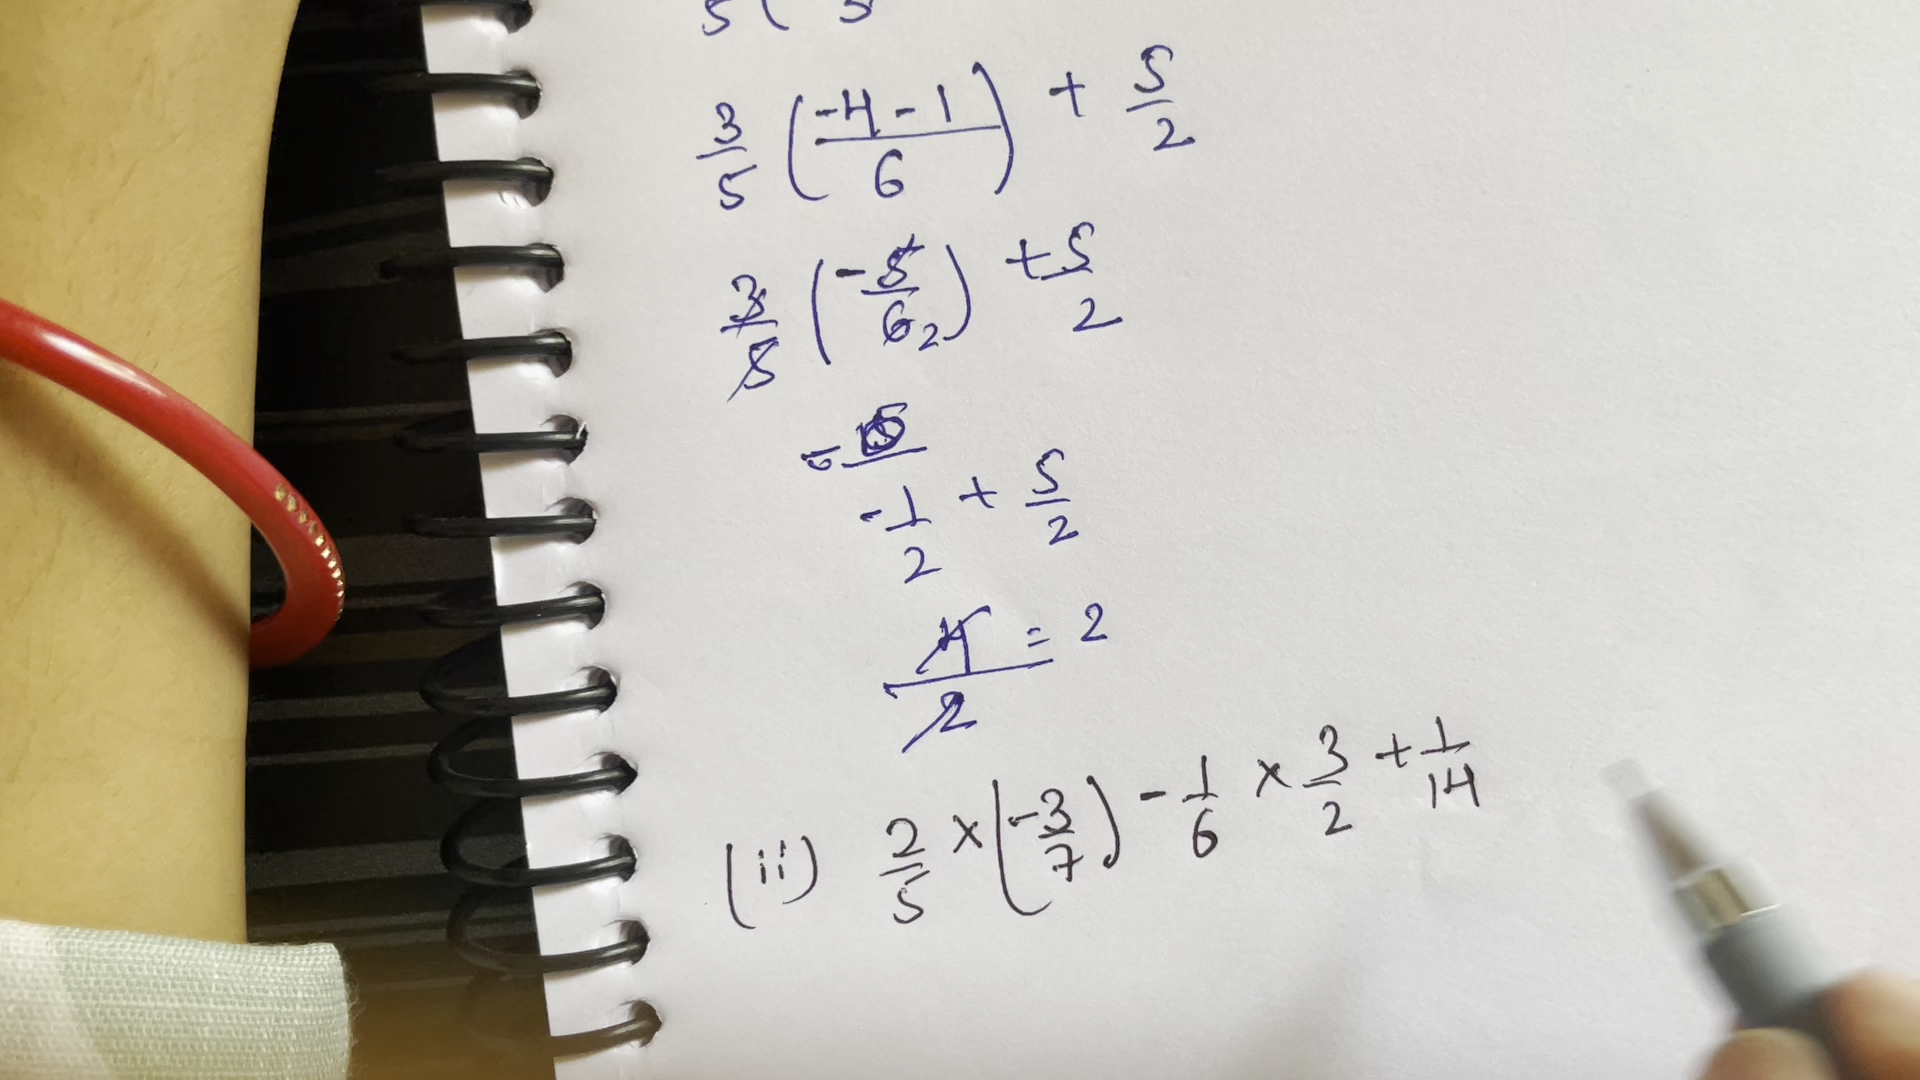 3/5 ((-4-1)/6) + 5/2
3/5 (-5/6 2) + 5/2
-1/2 + 5/2
4/2 = 2
(ii) 2/5 × (-3/7) - 1/6 × 3/2 + 1/14